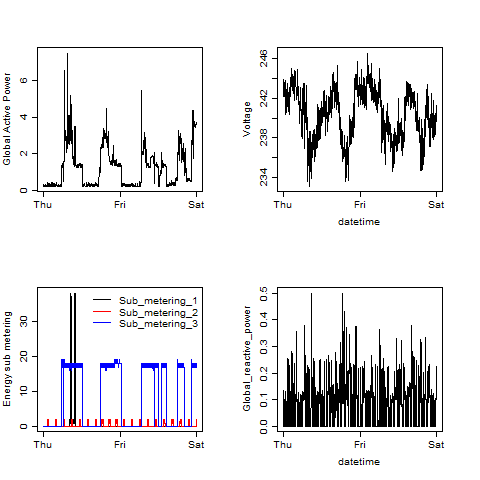 Global Active Power
0
2
4
6
Thu
Fri
Sat
Voltage
234
238
242
246
Thu
Fri
Sat
datetime
Energy sub metering
0
10
20
30
Sub_metering_1
Sub_metering_2
Sub_metering_3
Thu
Fri
Sat
Global_reactive_power
0.0
0.1
0.2
0.3
0.4
0.5
Thu
Fri
Sat
datetime